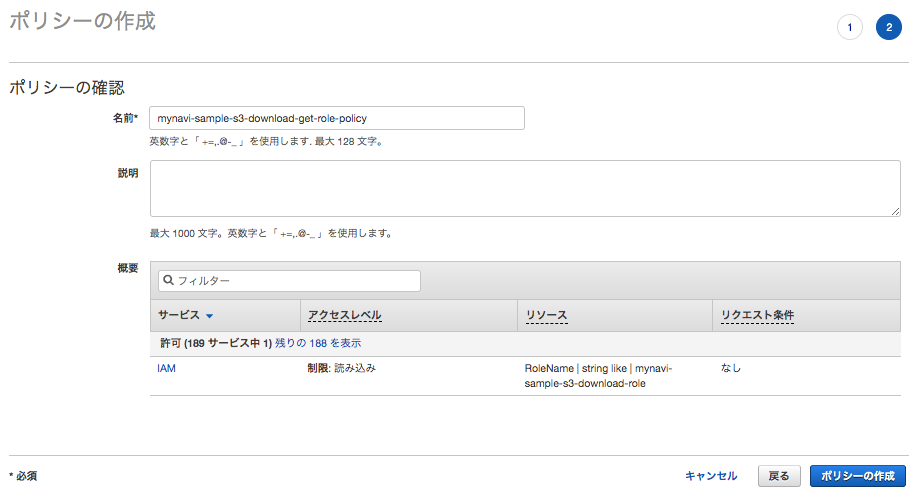 ポリシーの作成
1
2
ポリシーの確認
名前*
mynavi-sample-s3-download-get-role-policy
英数字と「 +=,.@-_ 」を使用します. 最大 128 文字。
説明
最大 1000 文字。英数字と「 +=,.@-_ 」を使用します。
概要
フィルター
サービス アクセスレベル リソース リクエスト条件
許可 (189 サービス中 1) 残りの 188 を表示
IAM 制限: 読み込み RoleName | string like | mynavi- なし
sample-s3-download-role
* 必須 キャンセル 戻る ポリシーの作成